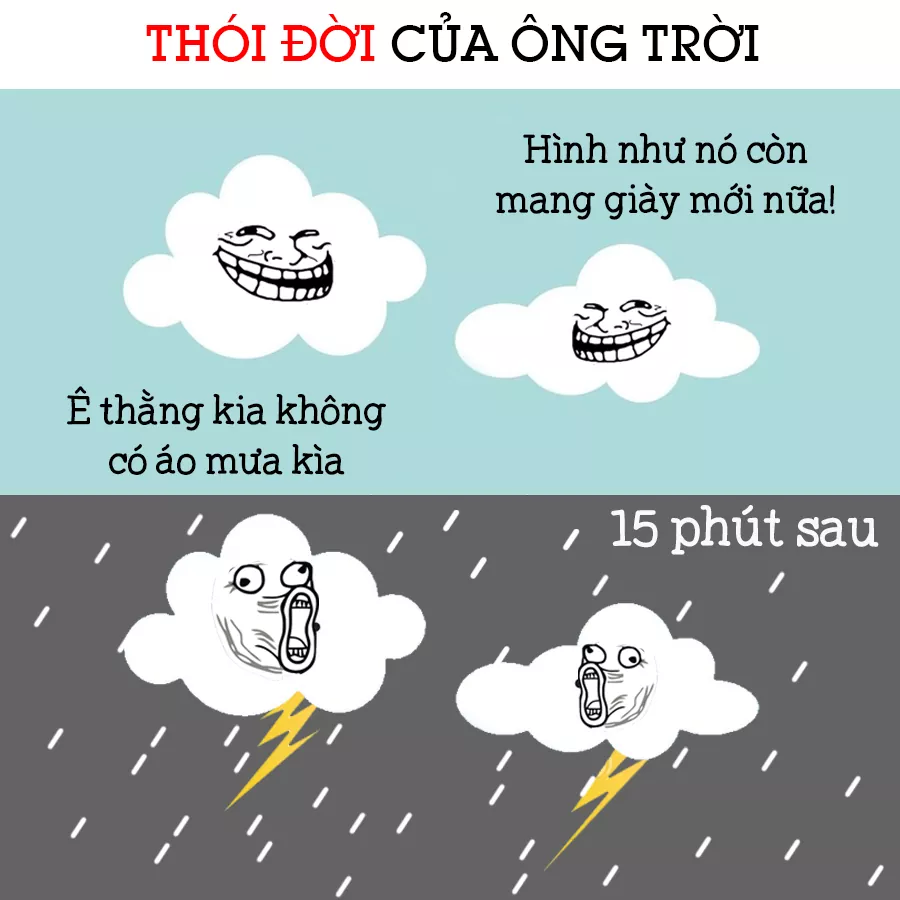 THÓI ĐỜI CỦA ÔNG TRỜI
Hình như nó còn
mang giày mới nữa!
Ê thằng kia không
có áo mưa kìa
15 phút sau